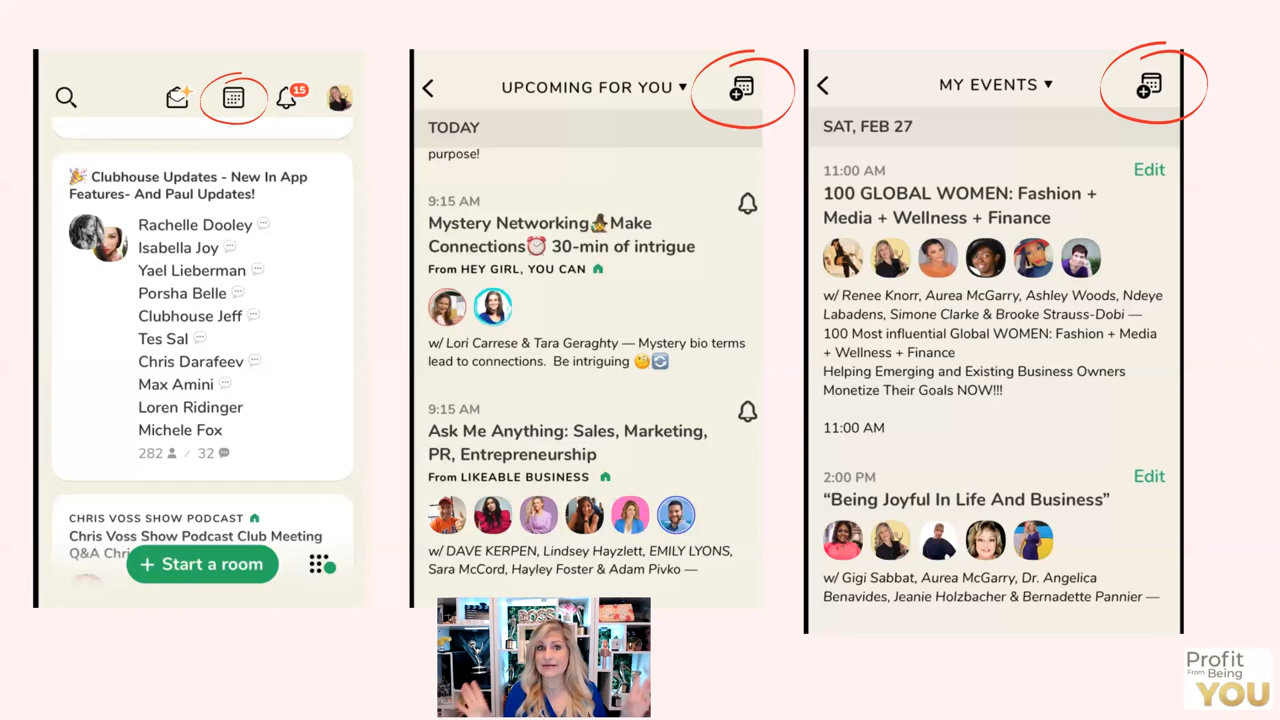 15
🎉 Clubhouse Updates - New In App
Features- And Paul Updates!
Rachelle Dooley
Isabella Joy
Yael Lieberman
Porsha Belle
Clubhouse Jeff
Tes Sal
Chris Darafeev
Max Amini
Loren Ridinger
Michele Fox
282 / 32
CHRIS VOSS SHOW PODCAST
Chris Voss Show Podcast Club Meeting
Q&A Chri
+ Start a room
UPCOMING FOR YOU ▾
TODAY
purpose!
9:15 AM
Mystery Networking🧙Make
Connections⏰ 30-min of intrigue
From HEY GIRL, YOU CAN
w/ Lori Carrese & Tara Geraghty — Mystery bio terms
lead to connections. Be intriguing 🧐🔄
9:15 AM
Ask Me Anything: Sales, Marketing,
PR, Entrepreneurship
From LIKEABLE BUSINESS
w/ DAVE KERPEN, Lindsey Hayzlett, EMILY LYONS,
Sara McCord, Hayley Foster & Adam Pivko —
MY EVENTS ▾
SAT, FEB 27
11:00 AM
Edit
100 GLOBAL WOMEN: Fashion +
Media + Wellness + Finance
w/ Renee Knorr, Aurea McGarry, Ashley Woods, Ndeye
Labadens, Simone Clarke & Brooke Strauss-Dobi —
100 Most influential Global WOMEN: Fashion + Media
+ Wellness + Finance
Helping Emerging and Existing Business Owners
Monetize Their Goals NOW!!!
11:00 AM
2:00 PM
Edit
“Being Joyful In Life And Business”
w/ Gigi Sabbat, Aurea McGarry, Dr. Angelica
Benavides, Jeanie Holzbacher & Bernadette Pannier —
BOSS
Profit
From Being
YOU